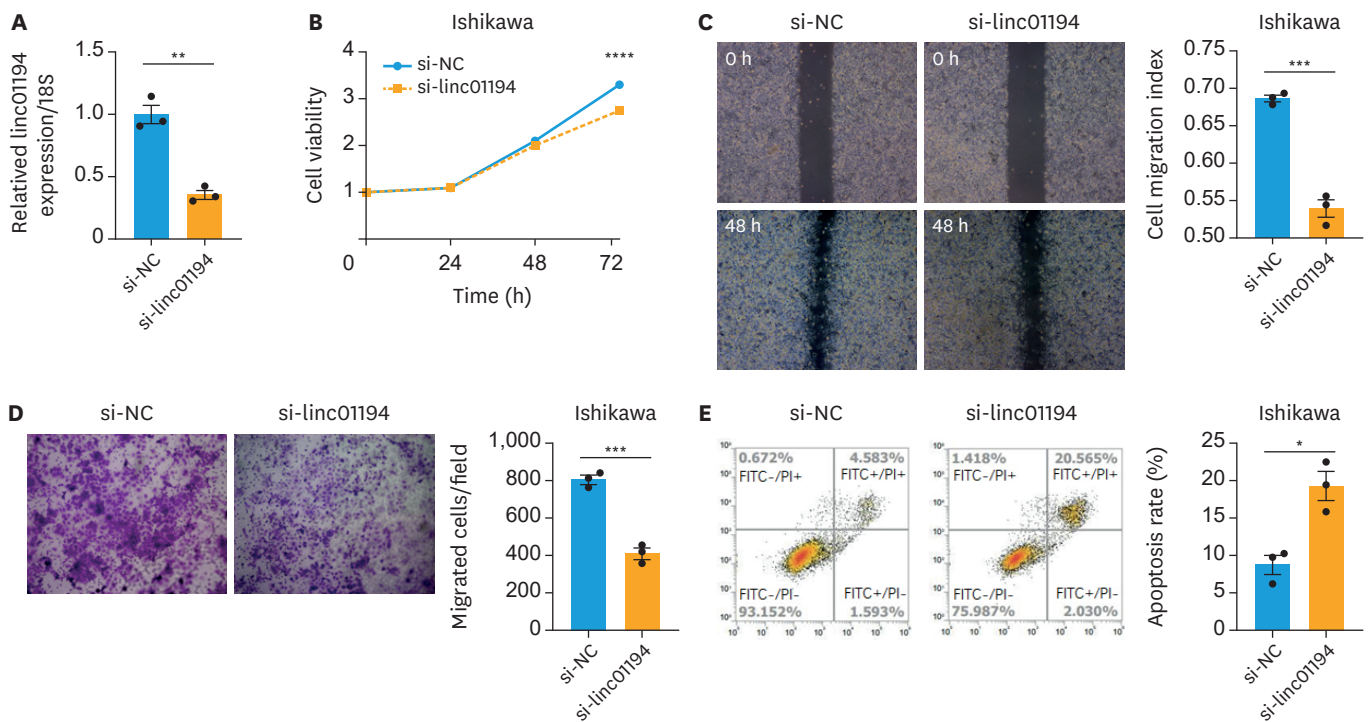 A
Relatived linc01194
expression/18S
1.5
1.0
0.5
0
**
si-NC
si-linc01194
B
Ishikawa
Cell viability
4
3
2
1
0
24
48
72
Time (h)
si-NC
si-linc01194
****
C
si-NC
si-linc01194
0 h
0 h
48 h
48 h
Ishikawa
Cell migration index
0.75
0.70
0.65
0.60
0.55
0.50
***
si-NC
si-linc01194
D
si-NC
si-linc01194
Ishikawa
Migrated cells/field
1,000
800
600
400
200
0
***
si-NC
si-linc01194
E
si-NC
si-linc01194
0.672%
4.583%
FITC-/PI+
FITC+/PI+
FITC-/PI-
FITC+/PI-
93.152%
1.593%
1.418%
20.565%
FITC-/PI+
FITC+/PI+
FITC-/PI-
FITC+/PI-
75.987%
2.030%
Ishikawa
Apoptosis rate (%)
25
20
15
10
5
0
*
si-NC
si-linc01194